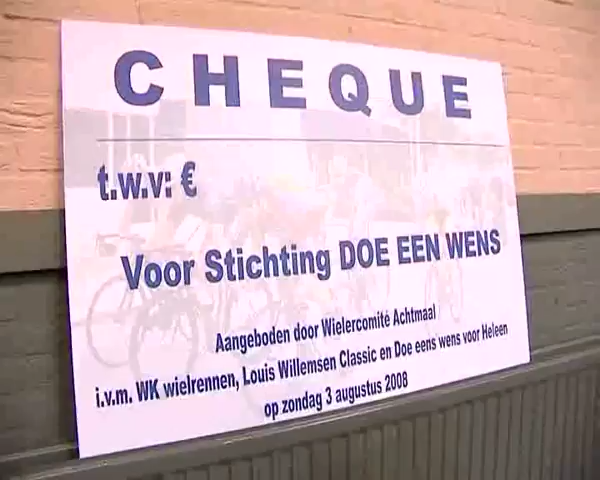 CHEQUE
t.w.v: €
Voor Stichting DOE EEN WENS
Aangeboden door Wielercomité Achtmaal
i.v.m. WK wielrennen, Louis Willemsen Classic en Doe eens wens voor Heleen
op zondag 3 augustus 2008